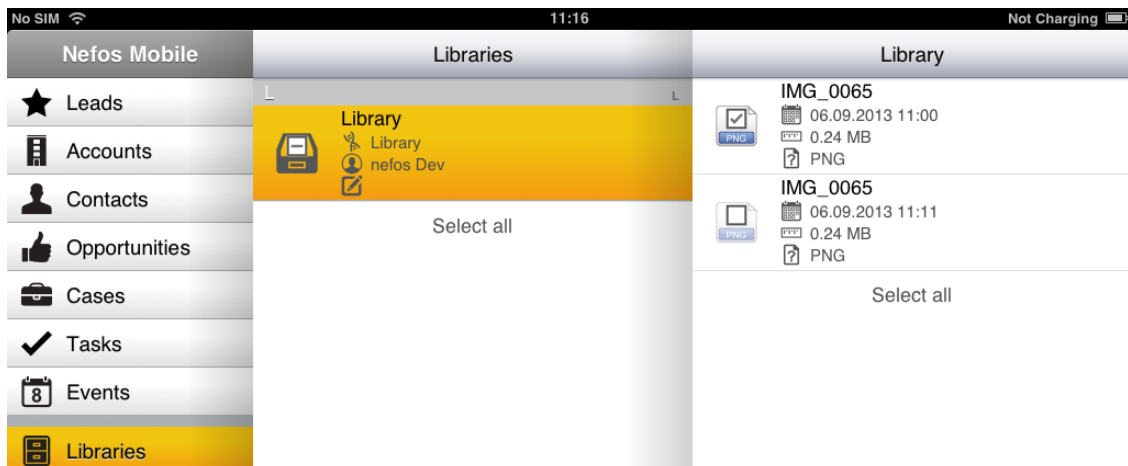 No SIM
11:16
Not Charging
Nefos Mobile
Leads
Accounts
Contacts
Opportunities
Cases
Tasks
8
Events
Libraries
Libraries
L
L
Library
Library
nefos Dev
Select all
Library
IMG_0065
06.09.2013 11:00
0.24 MB
PNG
? PNG
IMG_0065
06.09.2013 11:11
0.24 MB
PNG
? PNG
Select all